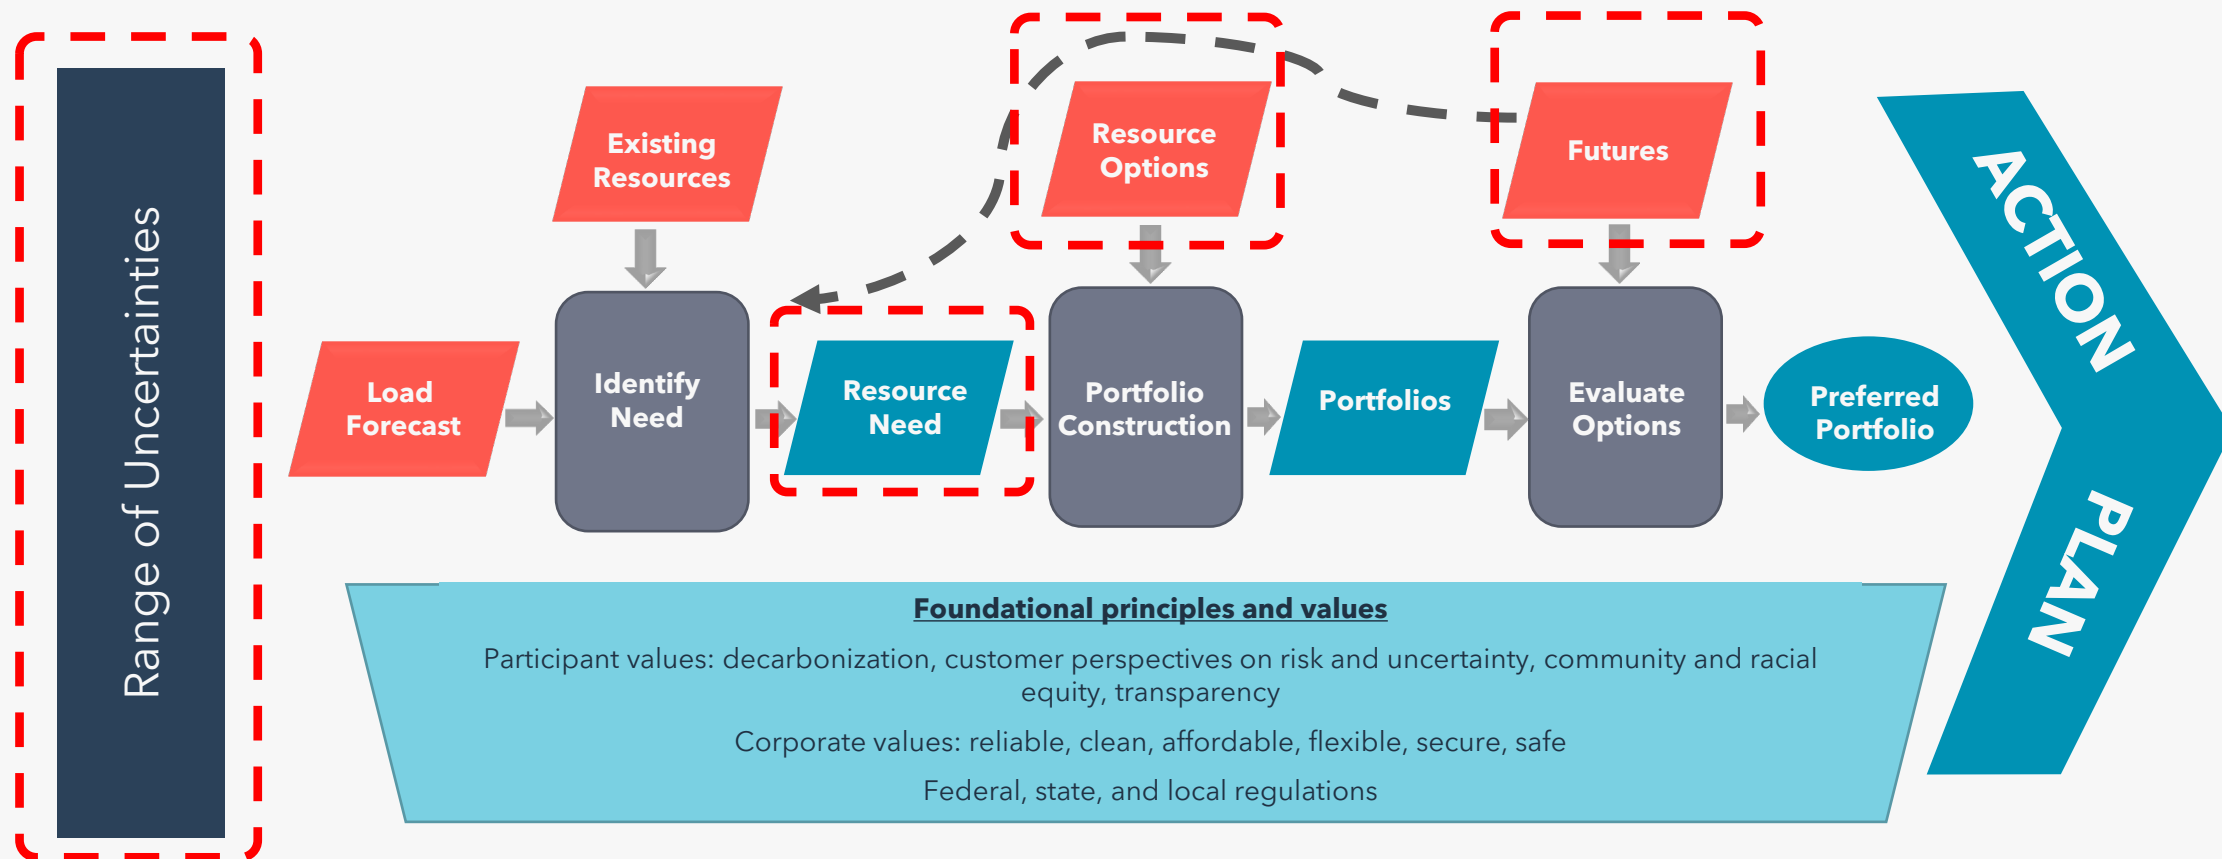 Range of Uncertainties
Existing
Resources
Resource
Options
Futures
Load
Forecast
Identify
Need
Resource
Need
Portfolio
Construction
Portfolios
Evaluate
Options
Preferred
Portfolio
ACTION
PLAN
Foundational principles and values
Participant values: decarbonization, customer perspectives on risk and uncertainty, community and racial
equity, transparency
Corporate values: reliable, clean, affordable, flexible, secure, safe
Federal, state, and local regulations